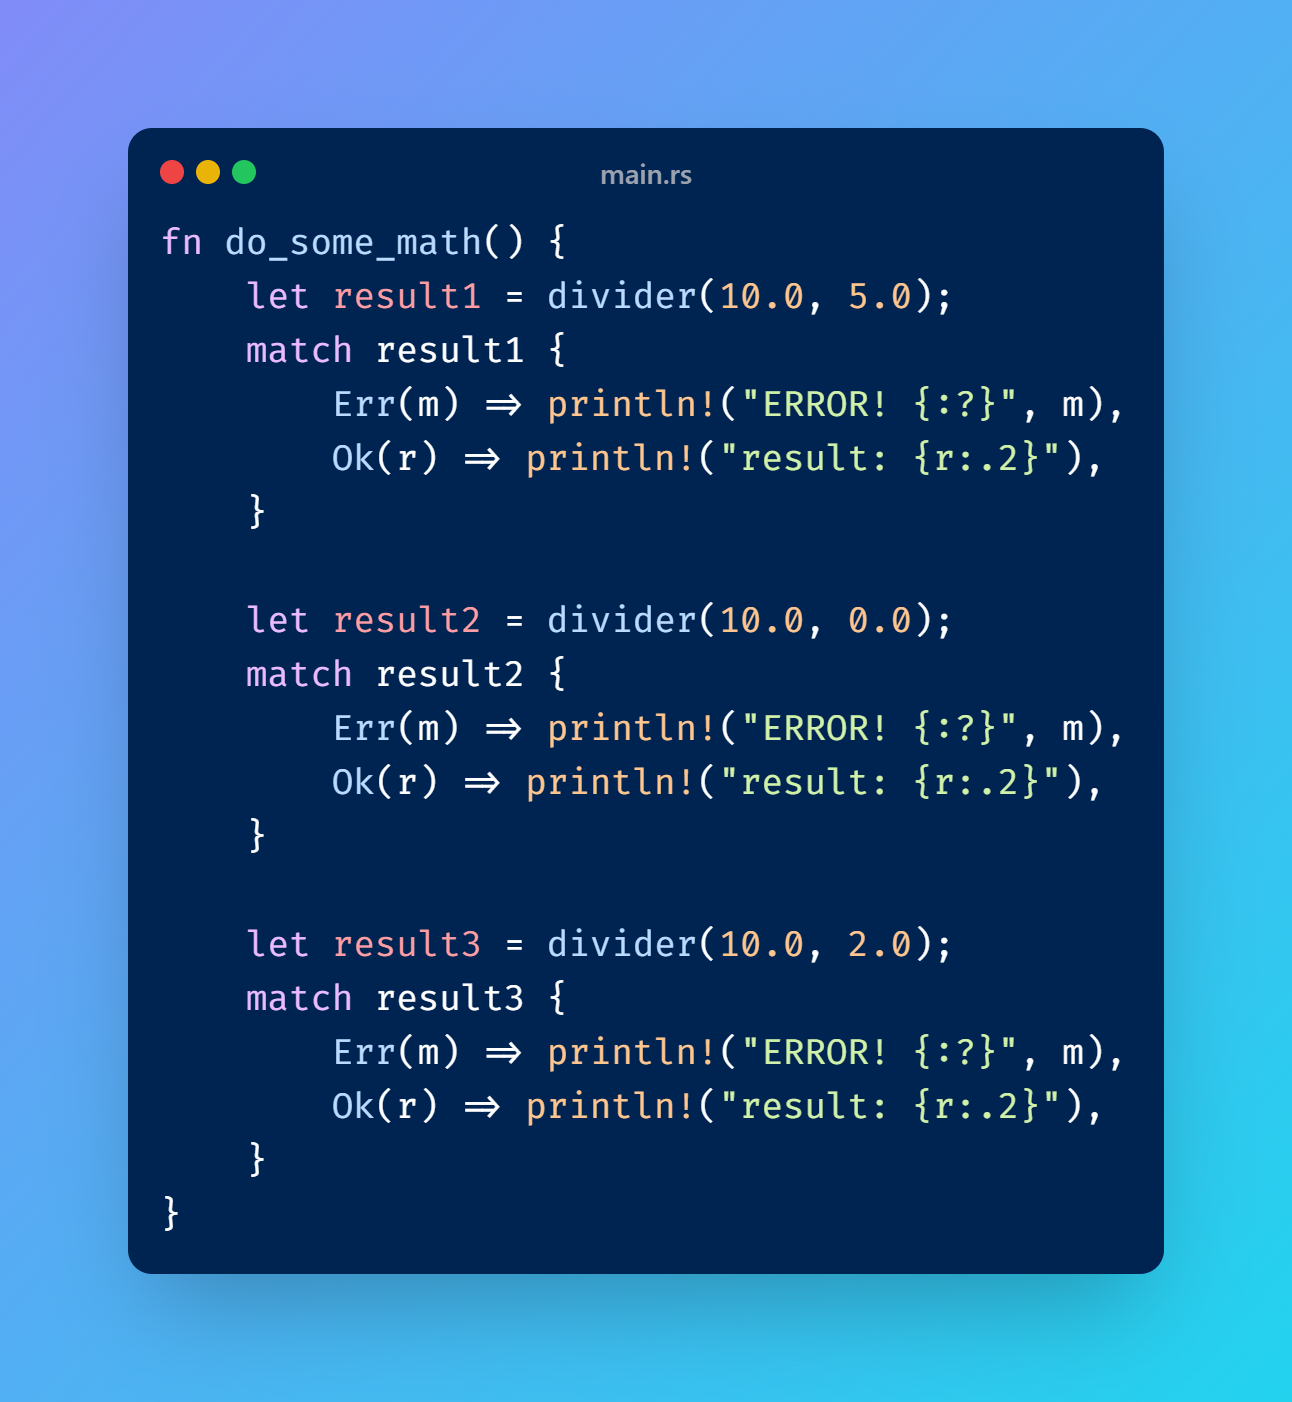 main.rs
fn do_some_math() {
    let result1 = divider(10.0, 5.0);
    match result1 {
        Err(m) => println!("ERROR! {:?}", m),
        Ok(r) => println!("result: {r:.2}"),
    }

    let result2 = divider(10.0, 0.0);
    match result2 {
        Err(m) => println!("ERROR! {:?}", m),
        Ok(r) => println!("result: {r:.2}"),
    }

    let result3 = divider(10.0, 2.0);
    match result3 {
        Err(m) => println!("ERROR! {:?}", m),
        Ok(r) => println!("result: {r:.2}"),
    }
}